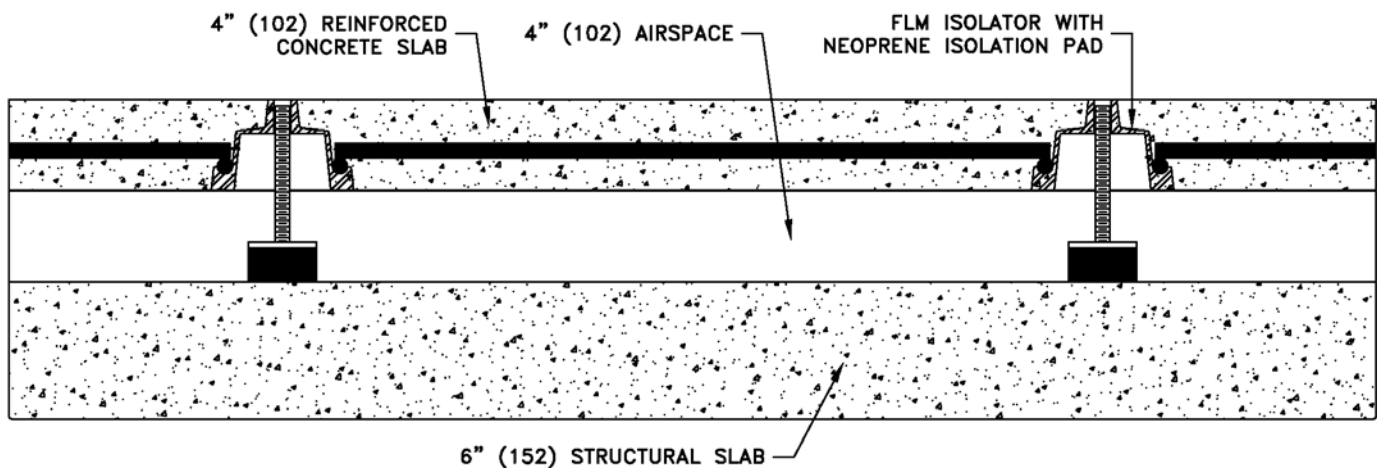 4” (102) REINFORCED
CONCRETE SLAB
4” (102) AIRSPACE
FLM ISOLATOR WITH
NEOPRENE ISOLATION PAD
6” (152) STRUCTURAL SLAB